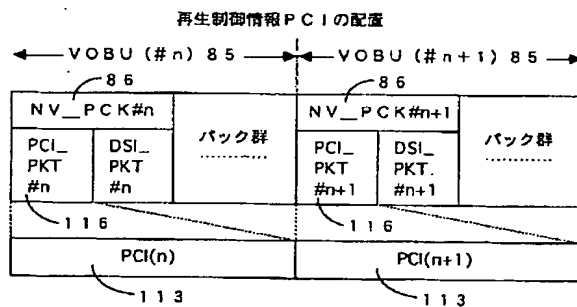 再生制御情報PCIの配置
VOBU(#n)85
VOBU(#n+1)85
86
86
NV__PCK#n
NV_PCK#n+1
PCI_
PKT
#n
DSI_
PKT
#n
パック群
………
PCI_
PKT
#n+1
DSI_
PKT.
#n+1
パック群
………
116
116
PCI(n)
PCI(n+1)
113
113